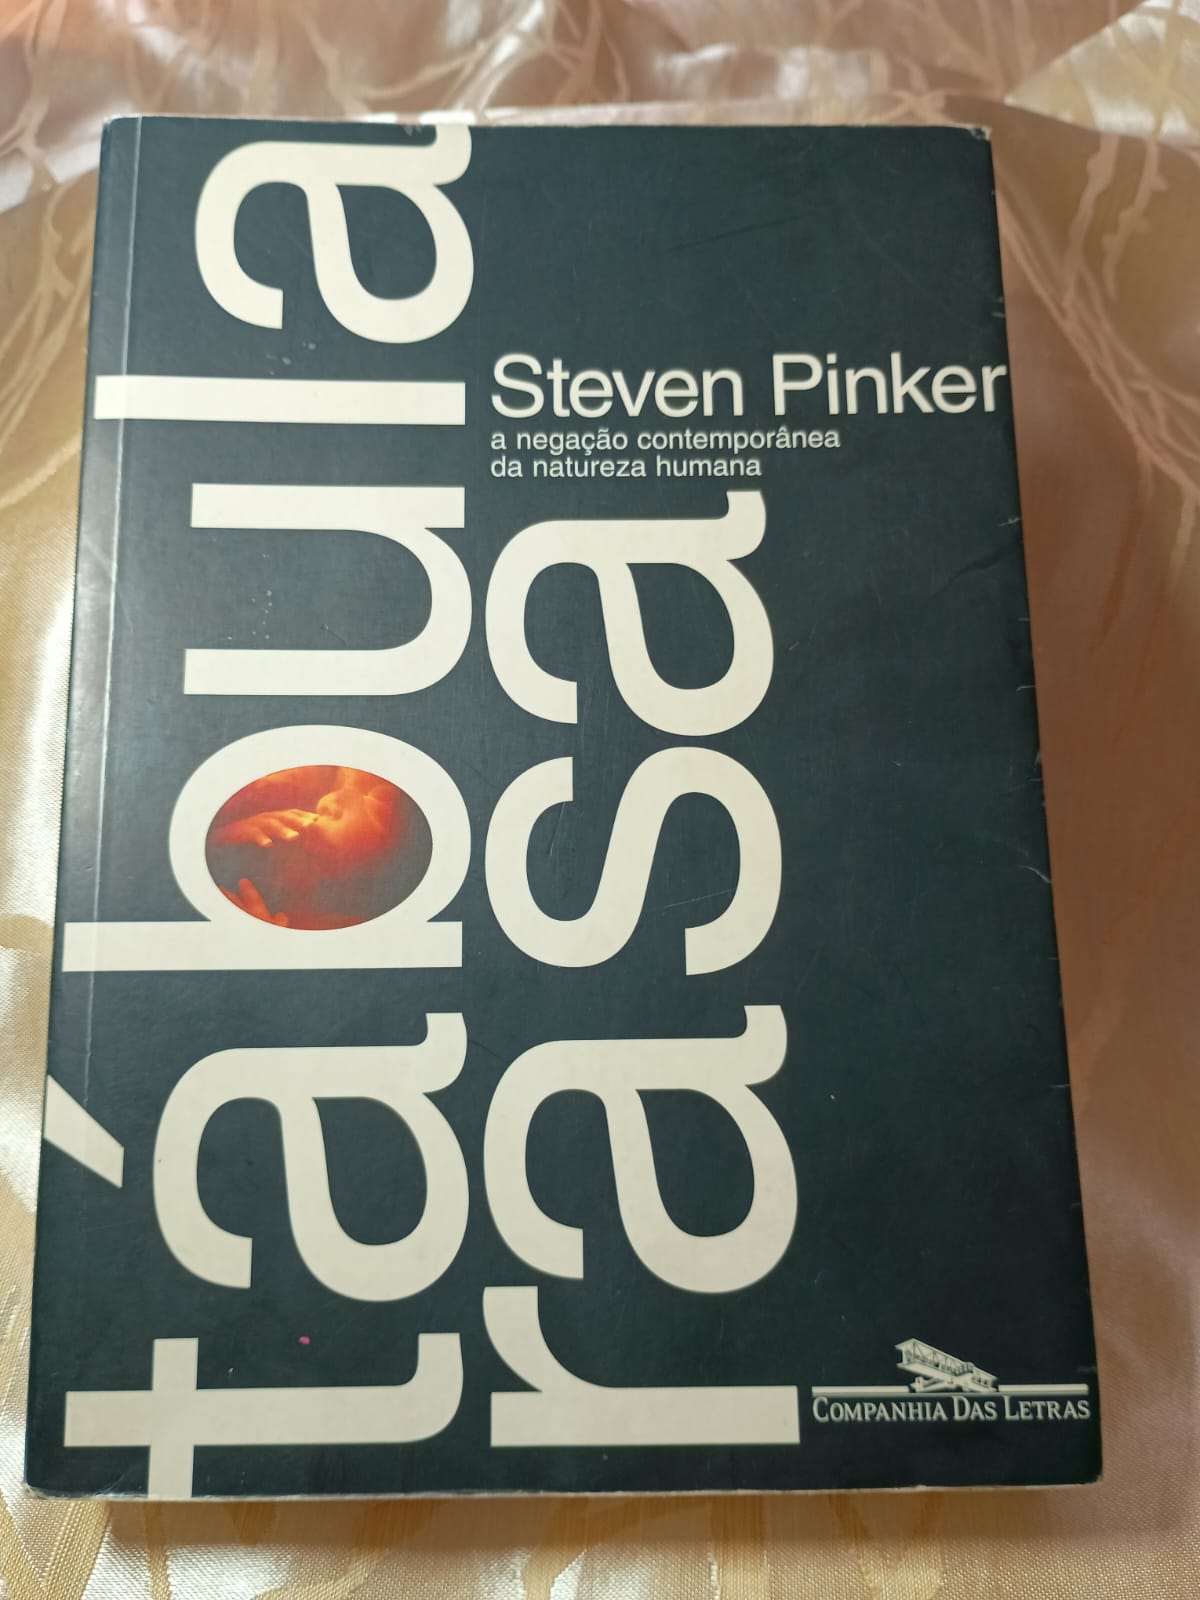 tábula
rasa
Steven Pinker
a negação contemporânea
da natureza humana
COMPANHIA DAS LETRAS